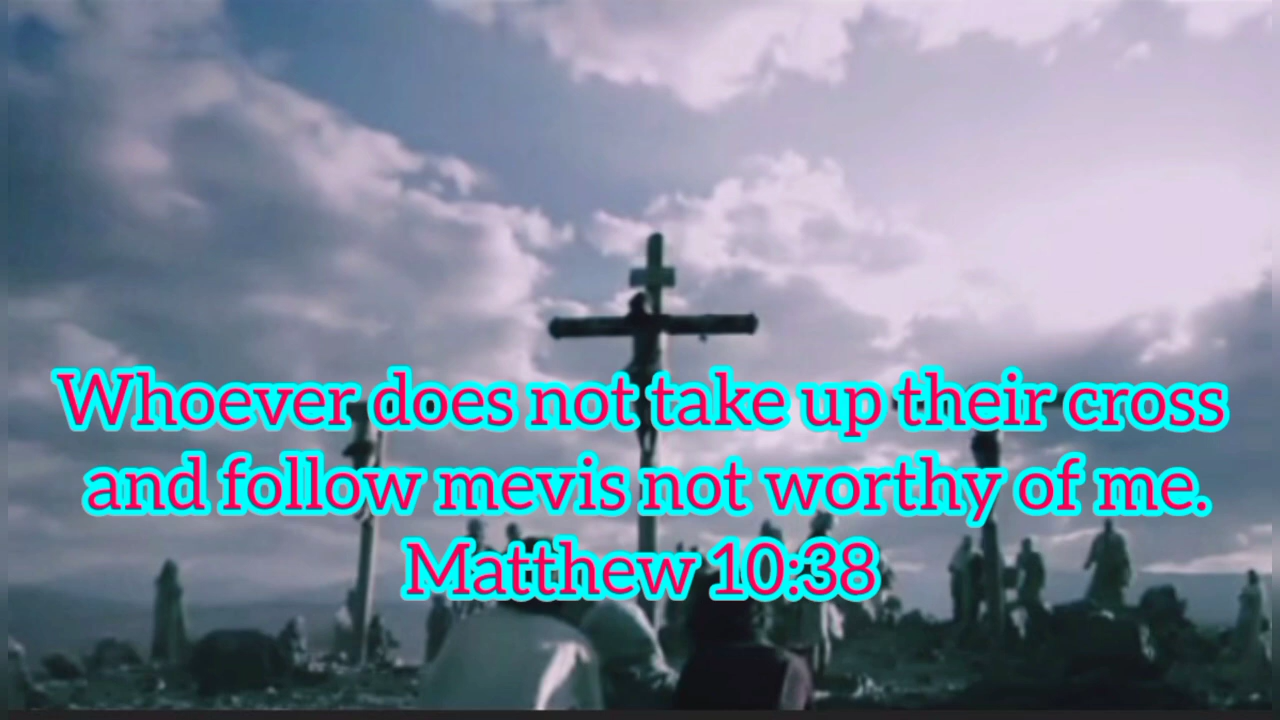 Whoever does not take up their cross
and follow mevis not worthy of me.
Matthew 10:38